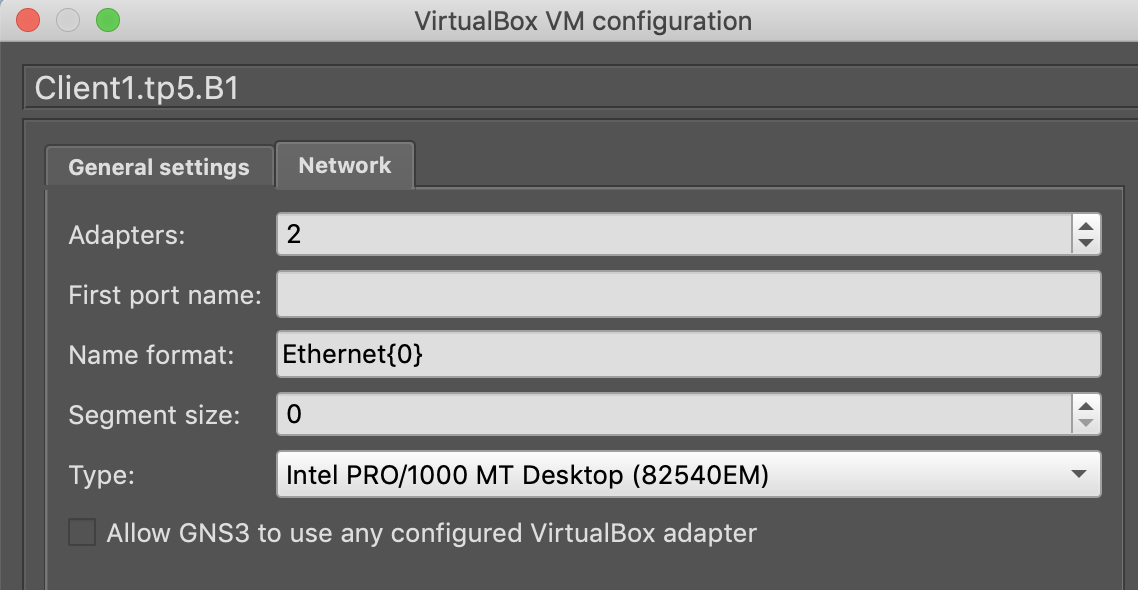 VirtualBox VM configuration
Client1.tp5.B1
General settings Network
Adapters: 2
First port name:
Name format: Ethernet{0}
Segment size: 0
Type: Intel PRO/1000 MT Desktop (82540EM)
Allow GNS3 to use any configured VirtualBox adapter